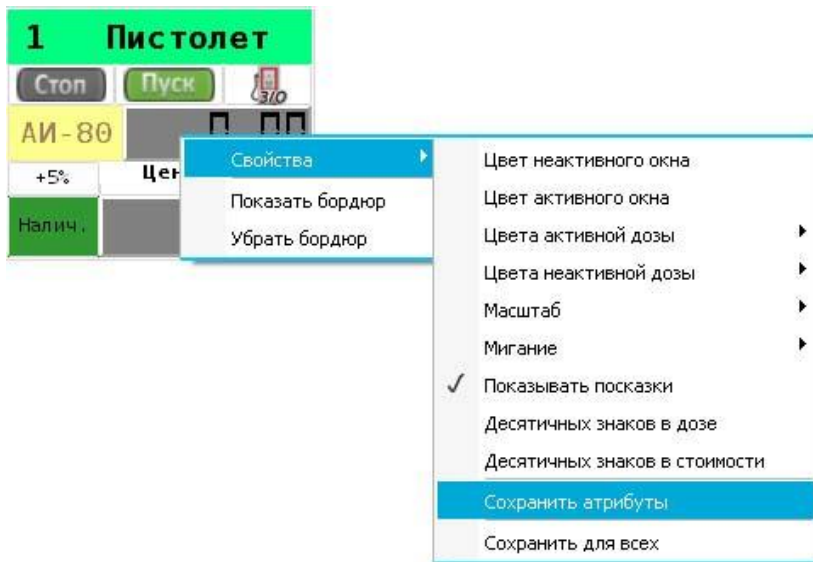 1 Пистолет
Стоп Пуск З/О
АИ-80
+5%
Налич.
Свойства
Показать бордюр
Убрать бордюр
Цвет неактивного окна
Цвет активного окна
Цвета активной дозы
Цвета неактивной дозы
Масштаб
Мигание
Показывать посказки
Десятичных знаков в дозе
Десятичных знаков в стоимости
Сохранить атрибуты
Сохранить для всех